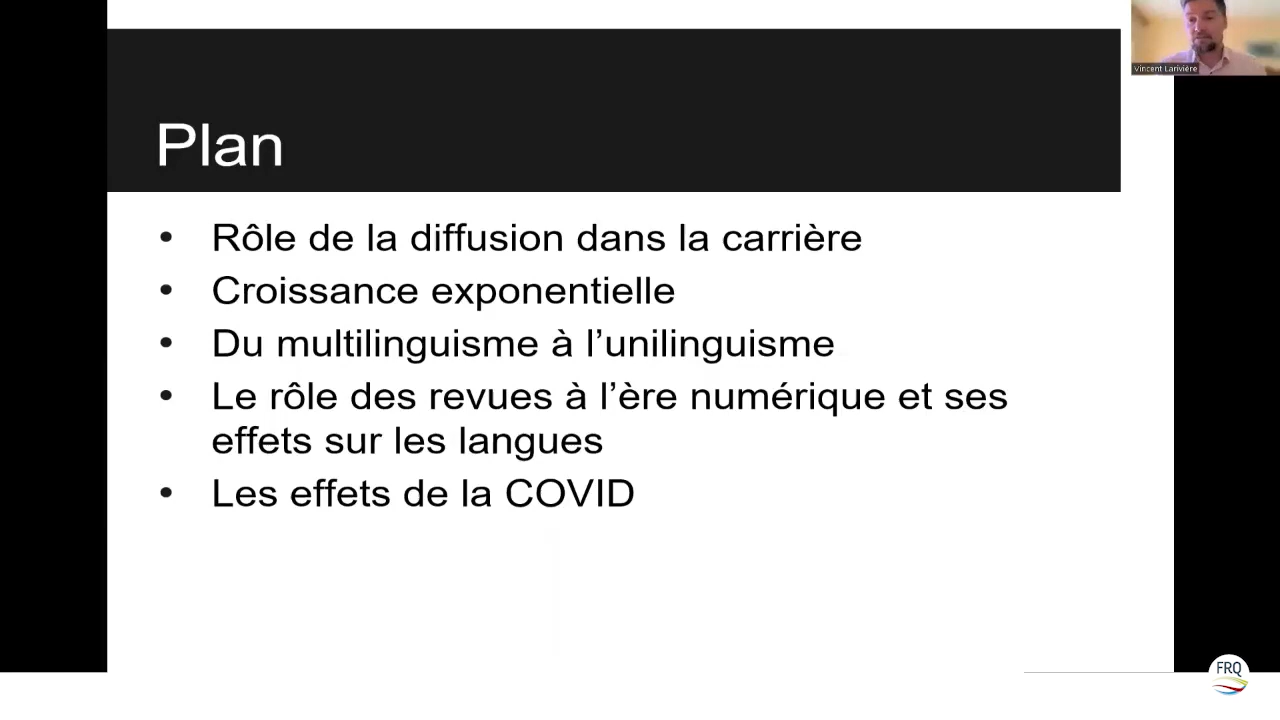 Vincent Larivière
Plan
• Rôle de la diffusion dans la carrière
• Croissance exponentielle
• Du multilinguisme à l’unilinguisme
• Le rôle des revues à l’ère numérique et ses
effets sur les langues
• Les effets de la COVID
FRQ